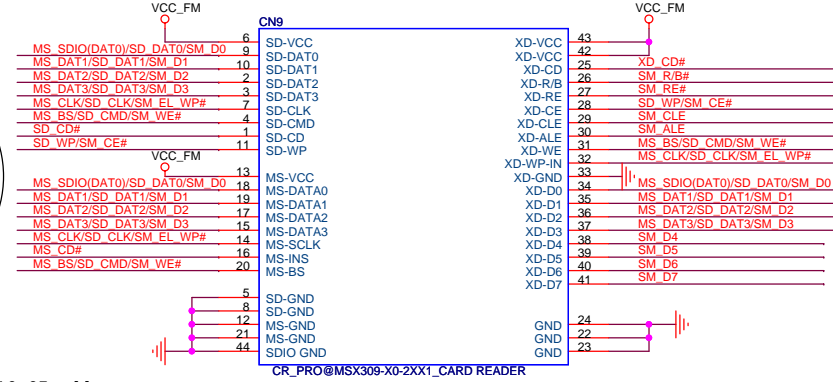 VCC_FM
VCC_FM
CN9
6 SD-VCC
MS_SDIO(DAT0)/SD_DAT0/SM_D0 9 SD-DAT0
MS_DAT1/SD_DAT1/SM_D1 10 SD-DAT1
MS_DAT2/SD_DAT2/SM_D2 2 SD-DAT2
MS_DAT3/SD_DAT3/SM_D3 3 SD-DAT3
MS_CLK/SD_CLK/SM_EL_WP# 7 SD-CLK
MS_BS/SD_CMD/SM_WE# 4 SD-CMD
SD_CD# 1 SD-CD
SD_WP/SM_CE# 11 SD-WP
VCC_FM
13 MS-VCC
MS_SDIO(DAT0)/SD_DAT0/SM_D0 18 MS-DATA0
MS_DAT1/SD_DAT1/SM_D1 19 MS-DATA1
MS_DAT2/SD_DAT2/SM_D2 17 MS-DATA2
MS_DAT3/SD_DAT3/SM_D3 15 MS-DATA3
MS_CLK/SD_CLK/SM_EL_WP# 14 MS-SCLK
MS_CD# 16 MS-INS
MS_BS/SD_CMD/SM_WE# 20 MS-BS
5 SD-GND
8 SD-GND
12 MS-GND
21 MS-GND
44 SDIO GND
XD-VCC 43
XD-VCC 42
XD-CD 25 XD_CD#
XD-R/B 26 SM_R/B#
XD-RE 27 SM_RE#
XD-CE 28 SD_WP/SM_CE#
XD-CLE 29 SM_CLE
XD-ALE 30 SM_ALE
XD-WE 31 MS_BS/SD_CMD/SM_WE#
XD-WP-IN 32 MS_CLK/SD_CLK/SM_EL_WP#
XD-GND 33
XD-D0 34 MS_SDIO(DAT0)/SD_DAT0/SM_D0
XD-D1 35 MS_DAT1/SD_DAT1/SM_D1
XD-D2 36 MS_DAT2/SD_DAT2/SM_D2
XD-D3 37 MS_DAT3/SD_DAT3/SM_D3
XD-D4 38 SM_D4
XD-D5 39 SM_D5
XD-D6 40 SM_D6
XD-D7 41 SM_D7
GND 24
GND 22
GND 23
CR_PRO@MSX309-X0-2XX1_CARD READER